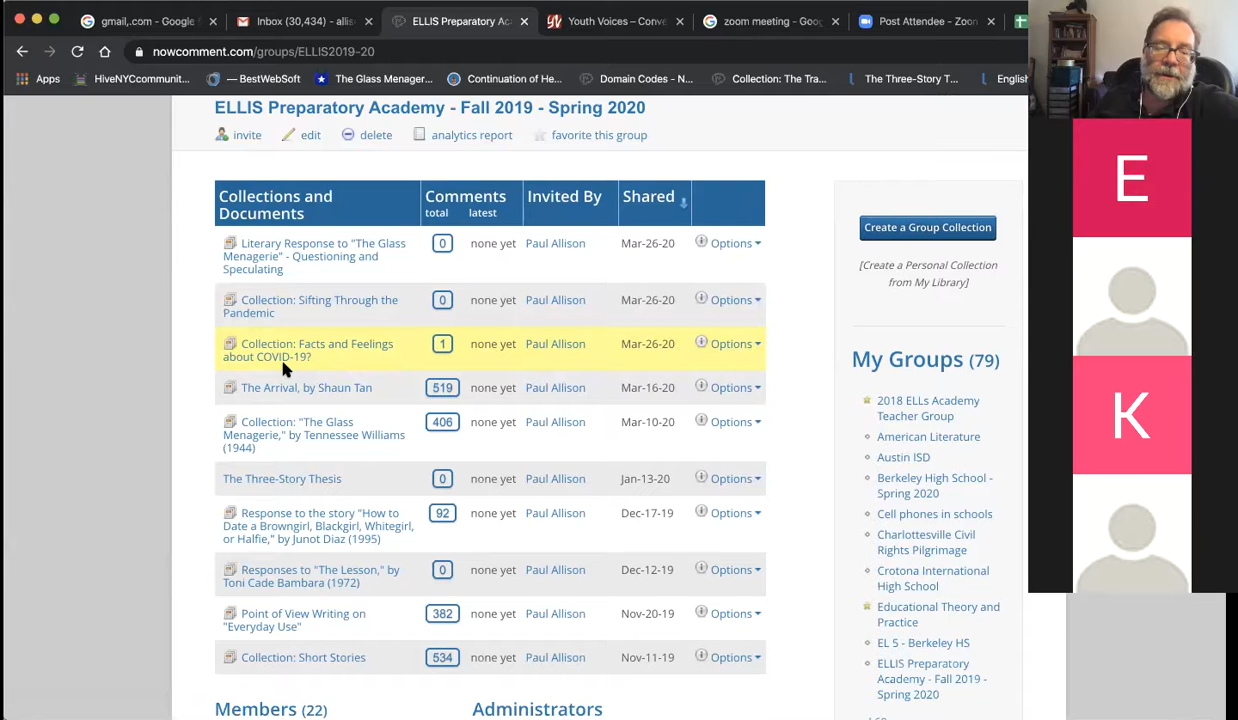 gmail,.com - Google S
Inbox (30,434) - allis
ELLIS Preparatory Ac
Youth Voices – Conve
zoom meeting - Goog
Post Attendee - Zoon
nowcomment.com/groups/ELLIS2019-20
Apps
HiveNYCcommunit...
— BestWebSoft
The Glass Menager...
Continuation of He...
Domain Codes - N...
Collection: The Tra...
The Three-Story T...
English
ELLIS Preparatory Academy - Fall 2019 - Spring 2020
invite
edit
delete
analytics report
favorite this group
Collections and
Documents
Comments
total latest
Invited By
Shared
Literary Response to "The Glass
Menagerie" - Questioning and
Speculating
0
none yet
Paul Allison
Mar-26-20
Options
Collection: Sifting Through the
Pandemic
0
none yet
Paul Allison
Mar-26-20
Options
Collection: Facts and Feelings
about COVID-19?
1
none yet
Paul Allison
Mar-26-20
Options
The Arrival, by Shaun Tan
519
none yet
Paul Allison
Mar-16-20
Options
Collection: "The Glass
Menagerie," by Tennessee Williams
(1944)
406
none yet
Paul Allison
Mar-10-20
Options
The Three-Story Thesis
0
none yet
Paul Allison
Jan-13-20
Options
Response to the story "How to
Date a Browngirl, Blackgirl, Whitegirl,
or Halfie," by Junot Diaz (1995)
92
none yet
Paul Allison
Dec-17-19
Options
Responses to "The Lesson," by
Toni Cade Bambara (1972)
0
none yet
Paul Allison
Dec-12-19
Options
Point of View Writing on
"Everyday Use"
382
none yet
Paul Allison
Nov-20-19
Options
Collection: Short Stories
534
none yet
Paul Allison
Nov-11-19
Options
Members (22)
Administrators
Create a Group Collection
[Create a Personal Collection
from My Library]
My Groups (79)
2018 ELLs Academy
Teacher Group
American Literature
Austin ISD
Berkeley High School -
Spring 2020
Cell phones in schools
Charlottesville Civil
Rights Pilgrimage
Crotona International
High School
Educational Theory and
Practice
EL 5 - Berkeley HS
ELLIS Preparatory
Academy - Fall 2019 -
Spring 2020
E
K